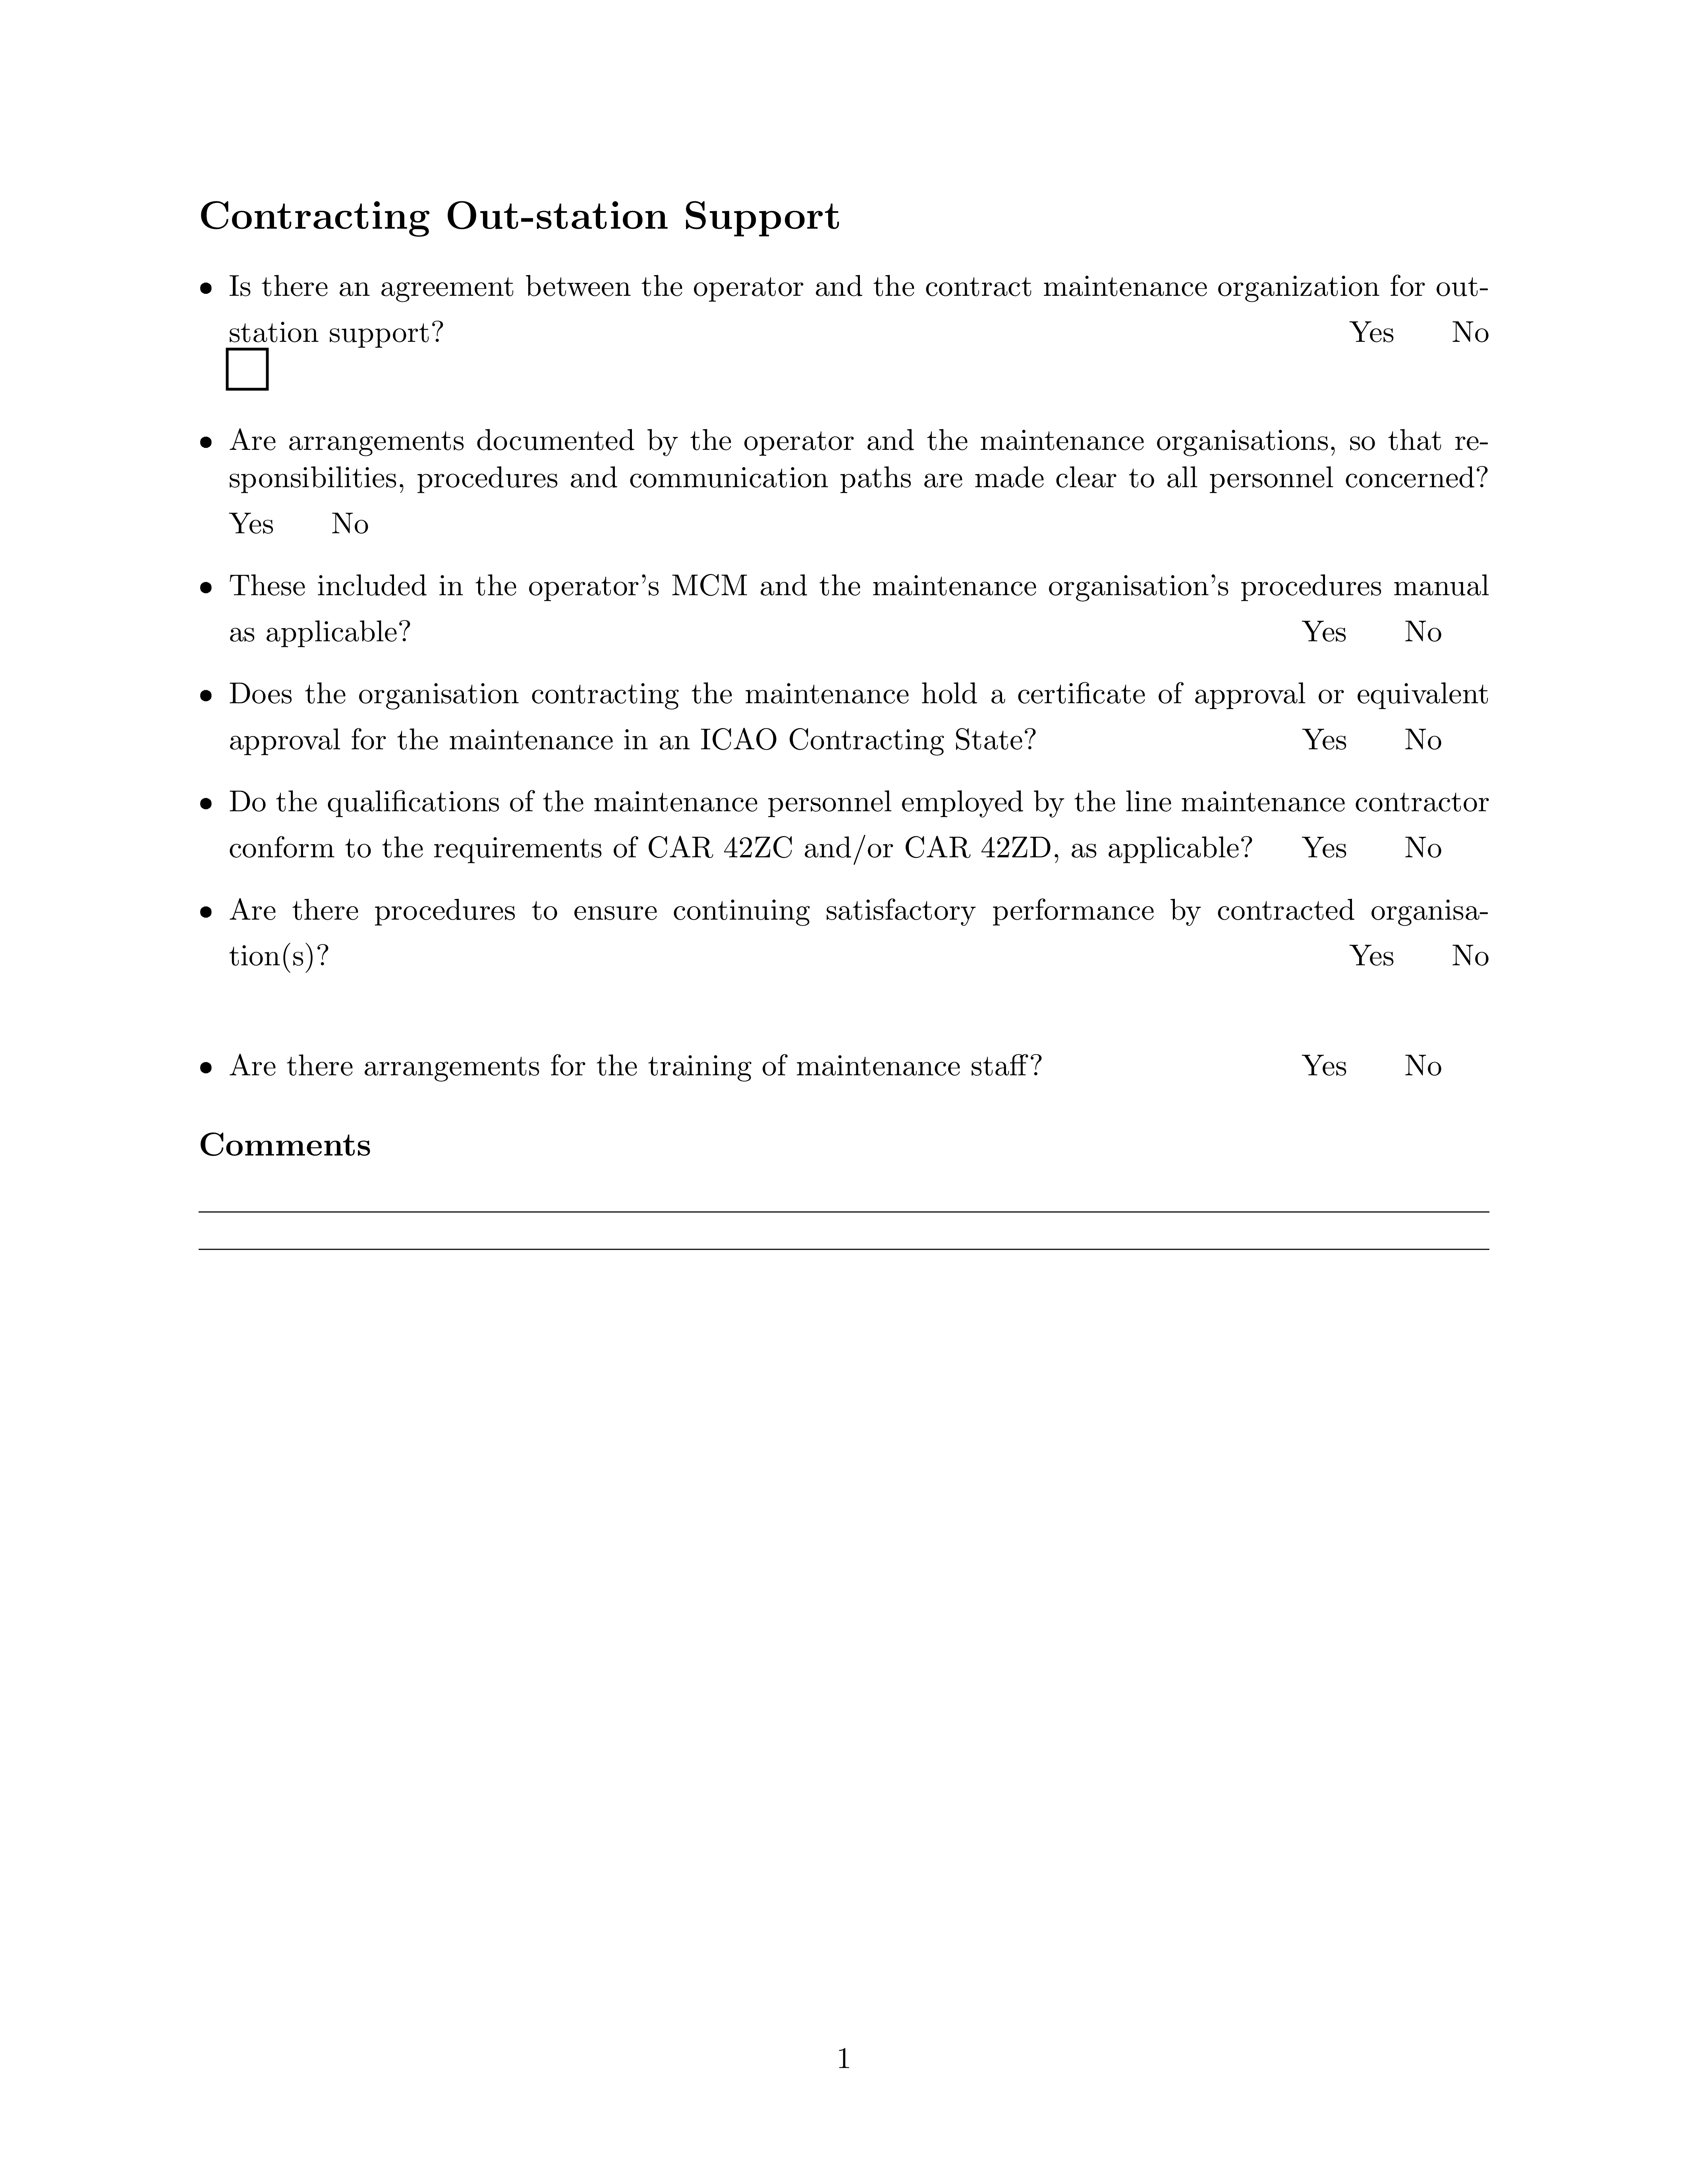 Contracting Out-station Support
• Is there an agreement between the operator and the contract maintenance organization for out-
station support? Yes No
• Are arrangements documented by the operator and the maintenance organisations, so that re-
sponsibilities, procedures and communication paths are made clear to all personnel concerned?
Yes No
• These included in the operator's MCM and the maintenance organisation's procedures manual
as applicable? Yes No
• Does the organisation contracting the maintenance hold a certificate of approval or equivalent
approval for the maintenance in an ICAO Contracting State? Yes No
• Do the qualifications of the maintenance personnel employed by the line maintenance contractor
conform to the requirements of CAR 42ZC and/or CAR 42ZD, as applicable? Yes No
• Are there procedures to ensure continuing satisfactory performance by contracted organisa-
tion(s)? Yes No
• Are there arrangements for the training of maintenance staff? Yes No
Comments
1